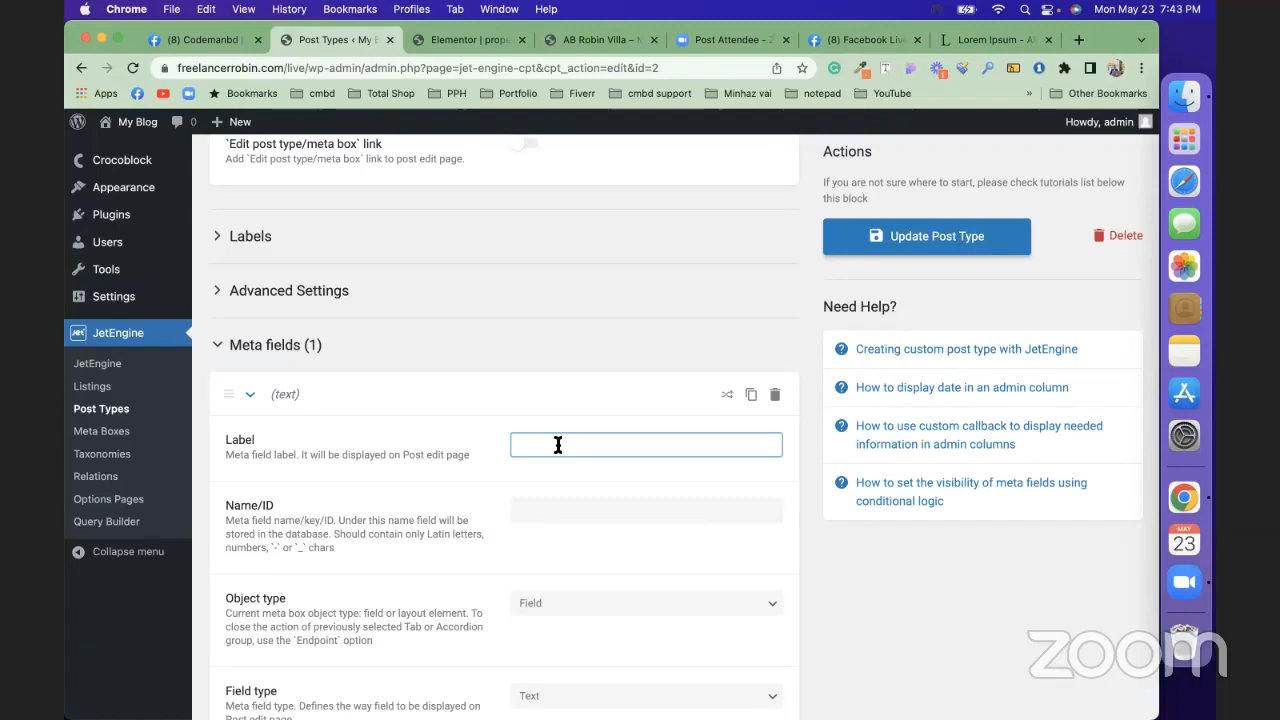 Chrome File Edit View History Bookmarks Profiles Tab Window Help Mon May 23 7:43 PM
(8) Codemanbd Post Types < My B Elementor | prope AB Robin Villa – N Post Attendee - Z (8) Facebook Live Lorem Ipsum - A
freelancerrobin.com/live/wp-admin/admin.php?page=jet-engine-cpt&cpt_action=edit&id=2
Apps Bookmarks cmbd Total Shop PPH Portfolio Fiverr cmbd support Minhaz vai notepad YouTube » Other Bookmarks
My Blog 0 + New Howdy, admin
Crocoblock
Appearance
Plugins
Users
Tools
Settings
JetEngine
JetEngine
Listings
Post Types
Meta Boxes
Taxonomies
Relations
Options Pages
Query Builder
Collapse menu
`Edit post type/meta box` link
Add `Edit post type/meta box` link to post edit page.
Labels
Advanced Settings
Meta fields (1)
(text)
Label
Meta field label. It will be displayed on Post edit page
Name/ID
Meta field name/key/ID. Under this name field will be
stored in the database. Should contain only Latin letters,
numbers, `-` or `_` chars
Object type
Current meta box object type: field or layout element. To
close the action of previously selected Tab or Accordion
group, use the `Endpoint` option
Field
Field type
Meta field type. Defines the way field to be displayed on
Post edit page
Text
Actions
If you are not sure where to start, please check tutorials list below
this block
Update Post Type
Delete
Need Help?
Creating custom post type with JetEngine
How to display date in an admin column
How to use custom callback to display needed
information in admin columns
How to set the visibility of meta fields using
conditional logic
MAY
23
zoom